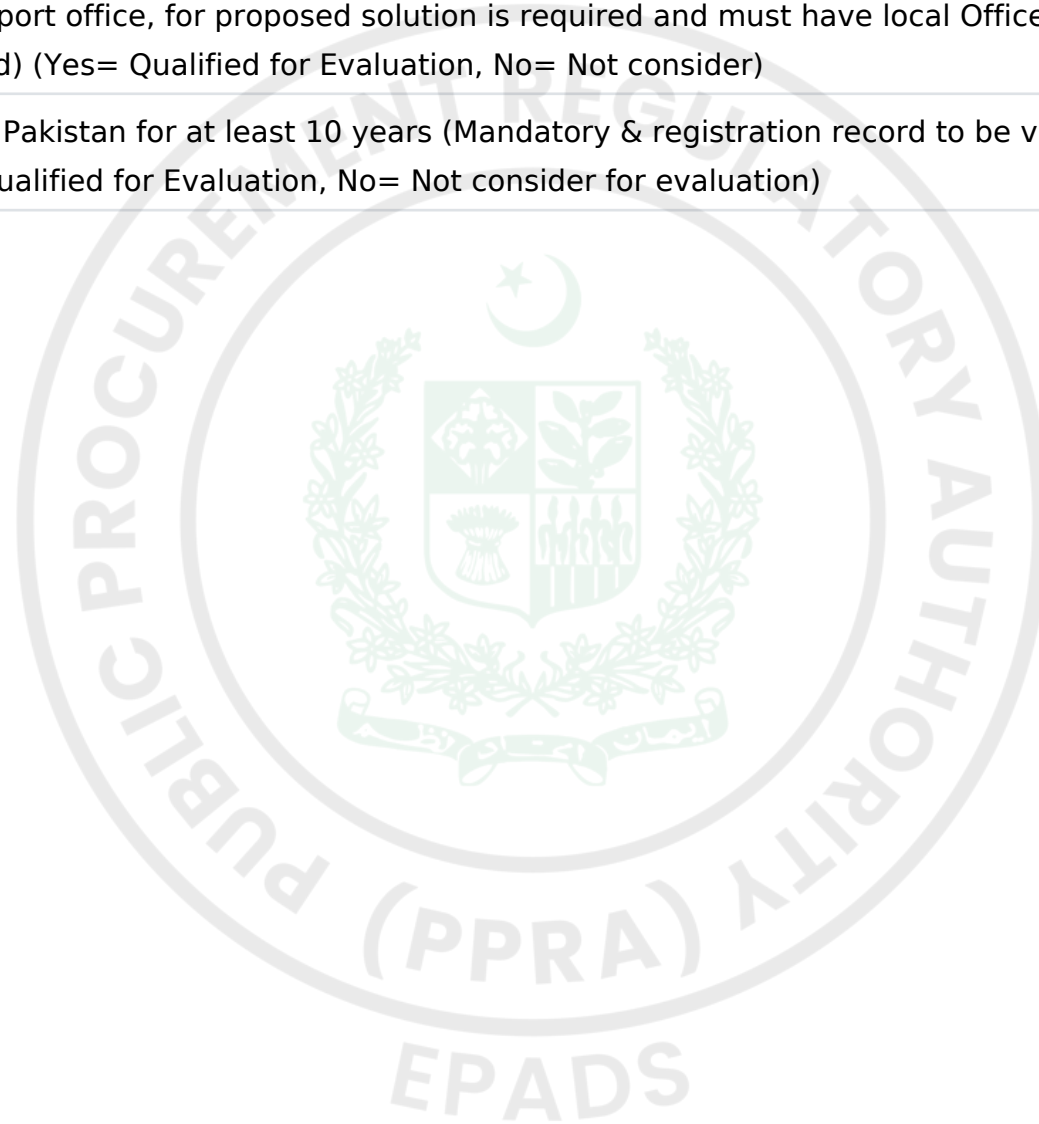 port office, for proposed solution is required and must have local Office
d) (Yes= Qualified for Evaluation, No= Not consider)
Pakistan for at least 10 years (Mandatory & registration record to be v
ualified for Evaluation, No= Not consider for evaluation)
PUBLIC PROCUREMENT REGULATORY AUTHORITY
(PPRA)
EPADS